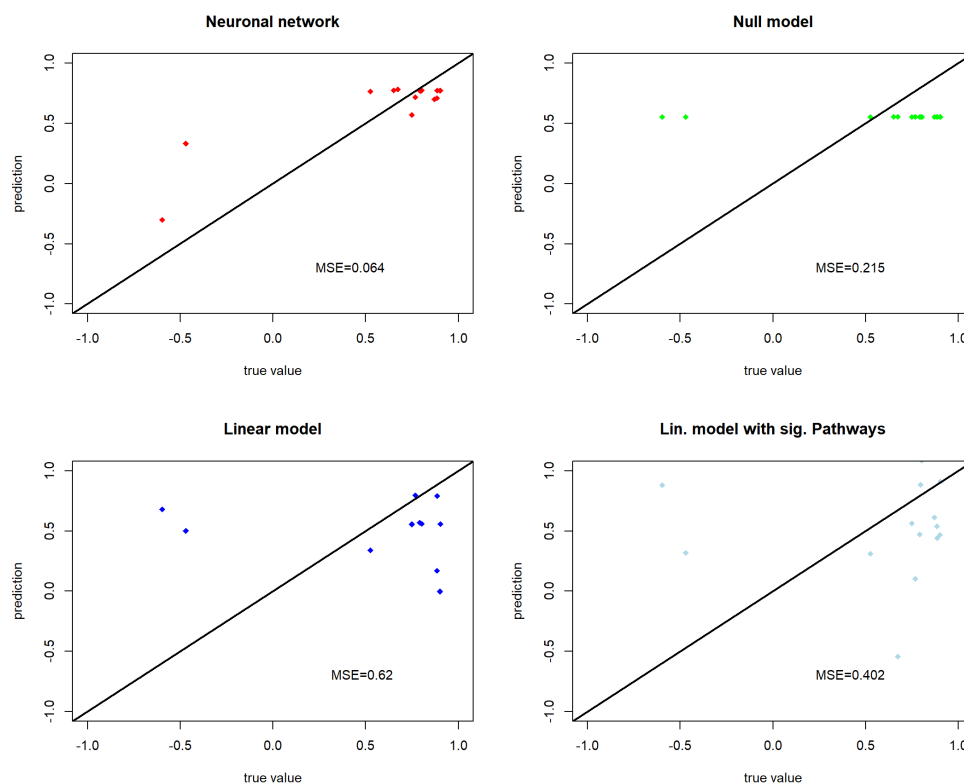 Neuronal network
1.0
0.5
0.0
-0.5
-1.0
prediction
MSE=0.064
-1.0 -0.5 0.0 0.5 1.0
true value
Null model
1.0
0.5
0.0
-0.5
-1.0
prediction
MSE=0.215
-1.0 -0.5 0.0 0.5 1.0
true value
Linear model
1.0
0.5
0.0
-0.5
-1.0
prediction
MSE=0.62
-1.0 -0.5 0.0 0.5 1.0
true value
Lin. model with sig. Pathways
1.0
0.5
0.0
-0.5
-1.0
prediction
MSE=0.402
-1.0 -0.5 0.0 0.5 1.0
true value